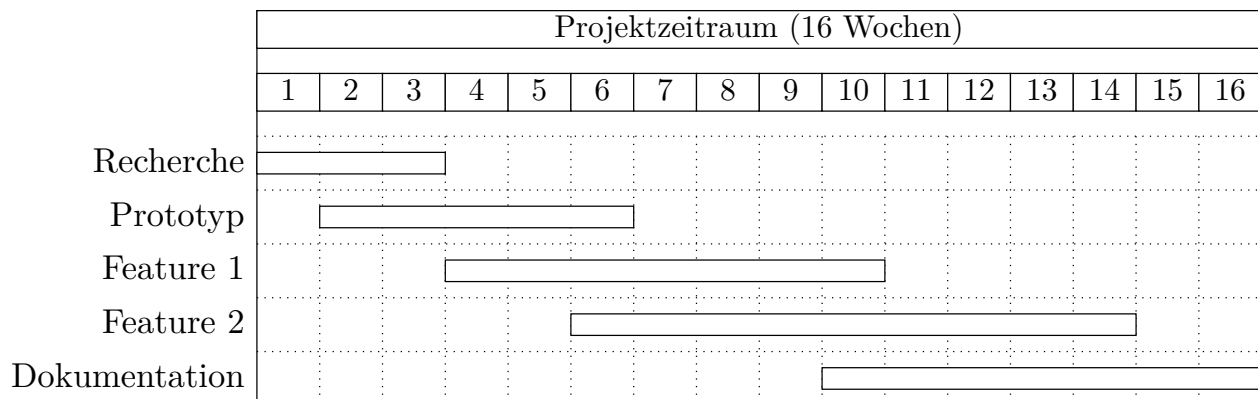 Projektzeitraum (16 Wochen)
1 2 3 4 5 6 7 8 9 10 11 12 13 14 15 16
Recherche
Prototyp
Feature 1
Feature 2
Dokumentation